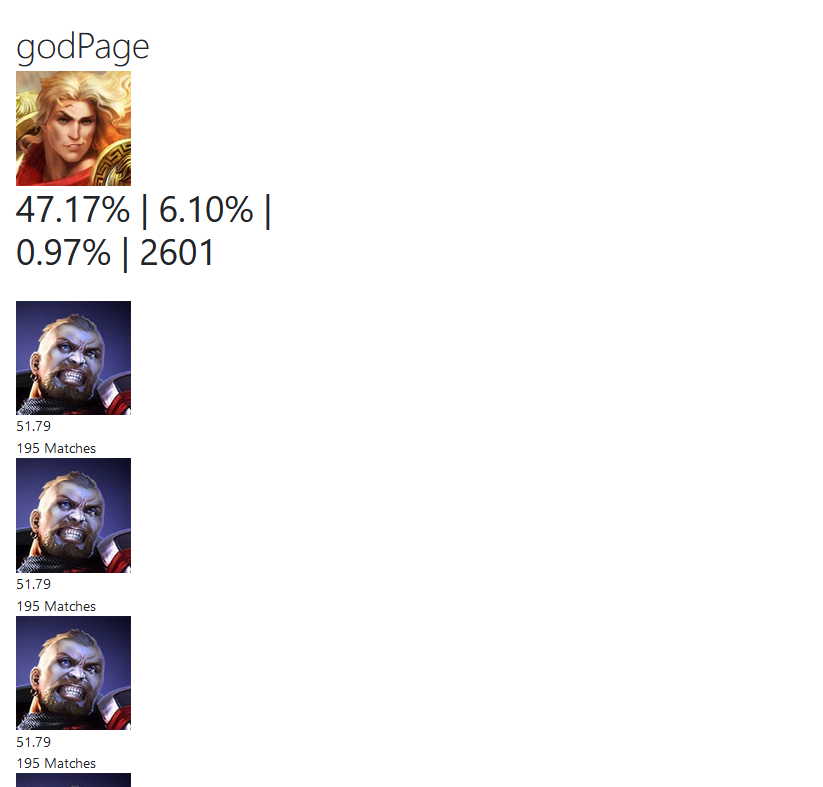 godPage
47.17% | 6.10% |
0.97% | 2601
51.79
195 Matches
51.79
195 Matches
51.79
195 Matches